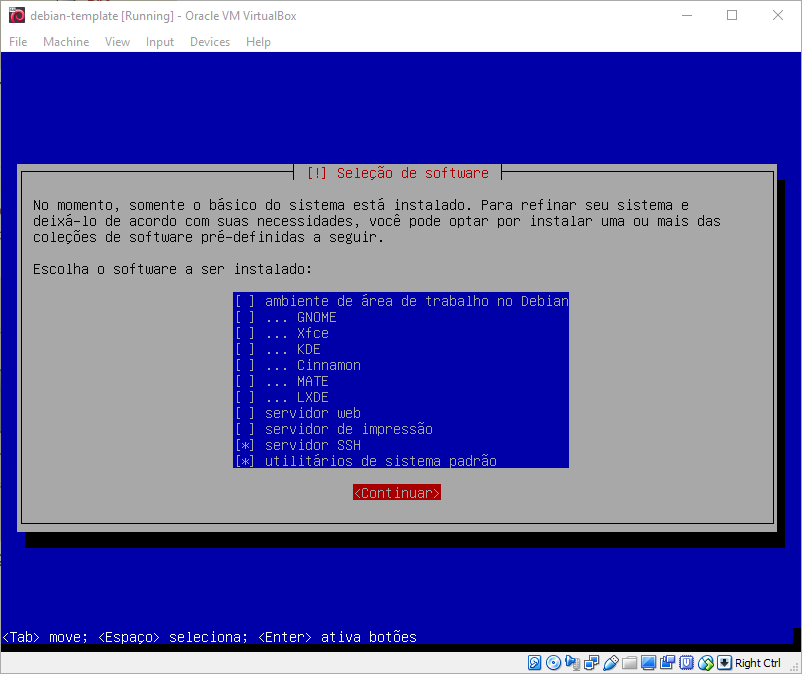 debian-template [Running] - Oracle VM VirtualBox
File Machine View Input Devices Help
[!] Seleção de software
No momento, somente o básico do sistema está instalado. Para refinar seu sistema e
deixá-lo de acordo com suas necessidades, você pode optar por instalar uma ou mais das
coleções de software pré-definidas a seguir.
Escolha o software a ser instalado:
[ ] ambiente de área de trabalho no Debian
[ ] ... GNOME
[ ] ... Xfce
[ ] ... KDE
[ ] ... Cinnamon
[ ] ... MATE
[ ] ... LXDE
[ ] servidor web
[ ] servidor de impressão
[*] servidor SSH
[*] utilitários de sistema padrão
<Continuar>
<Tab> move; <Espaço> seleciona; <Enter> ativa botões
Right Ctrl